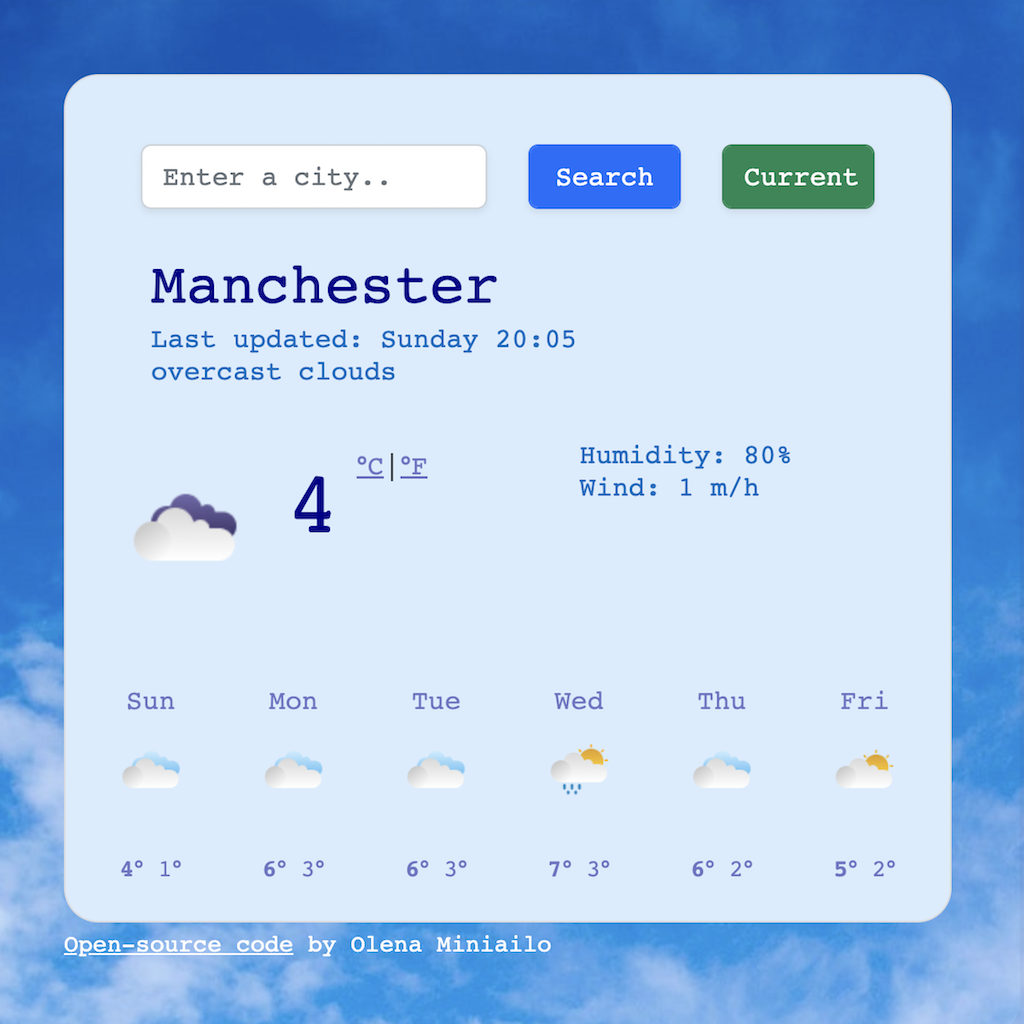 Enter a city..
Search
Current
Manchester
Last updated: Sunday 20:05
overcast clouds
4
°C|°F
Humidity: 80%
Wind: 1 m/h
Sun Mon Tue Wed Thu Fri
4° 1° 6° 3° 6° 3° 7° 3° 6° 2° 5° 2°
Open-source code by Olena Miniailo